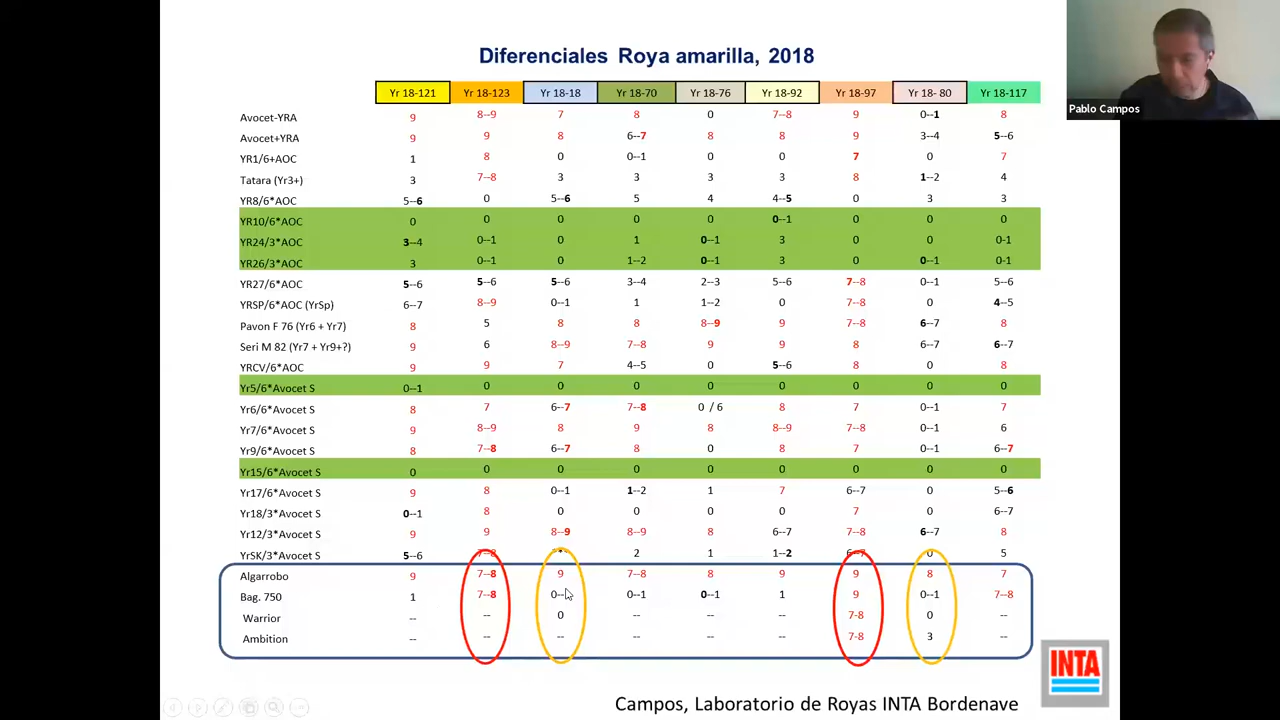 Diferenciales Roya amarilla, 2018
Pablo Campos
Yr 18-121 Yr 18-123 Yr 18-18 Yr 18-70 Yr 18-76 Yr 18-92 Yr 18-97 Yr 18- 80 Yr 18-117
Avocet-YRA 9 8--9 7 8 0 7--8 9 0--1 8
Avocet+YRA 9 9 8 6--7 8 8 9 3--4 5--6
YR1/6+AOC 1 8 0 0--1 0 0 7 0 7
Tatara (Yr3+) 3 7--8 3 3 3 3 8 1--2 4
YR8/6*AOC 5--6 0 5--6 5 4 4--5 0 3 3
YR10/6*AOC 0 0 0 0 0 0--1 0 0 0
YR24/3*AOC 3--4 0--1 0 1 0--1 3 0 0 0-1
YR26/3*AOC 3 0--1 0 1--2 0--1 3 0 0--1 0-1
YR27/6*AOC 5--6 5--6 5--6 3--4 2--3 5--6 7--8 0--1 5--6
YRSP/6*AOC (YrSp) 6--7 8--9 0--1 1 1--2 0 7--8 0 4--5
Pavon F 76 (Yr6 + Yr7) 8 5 8 8 8--9 9 7--8 6--7 8
Seri M 82 (Yr7 + Yr9+?) 9 6 8--9 7--8 9 9 8 6--7 6--7
YRCV/6*AOC 9 9 7 4--5 0 5--6 8 0 8
Yr5/6*Avocet S 0--1 0 0 0 0 0 0 0 0
Yr6/6*Avocet S 8 7 6--7 7--8 0 / 6 8 7 0--1 7
Yr7/6*Avocet S 9 8--9 8 9 8 8--9 7--8 0--1 6
Yr9/6*Avocet S 8 7--8 6--7 8 0 8 7 0--1 6--7
Yr15/6*Avocet S 0 0 0 0 0 0 0 0 0
Yr17/6*Avocet S 9 8 0--1 1--2 1 7 6--7 0 5--6
Yr18/3*Avocet S 0--1 8 0 0 0 0 7 0 6--7
Yr12/3*Avocet S 9 9 8--9 8--9 8 6--7 7--8 6--7 8
YrSK/3*Avocet S 5--6 7--8 2 1 1--2 6--7 0 5
Algarrobo 9 7--8 9 7--8 8 9 9 8 7
Bag. 750 1 7--8 0-- 0--1 0--1 1 9 0--1 7--8
Warrior -- -- 0 -- -- -- 7-8 0 --
Ambition -- -- -- -- -- -- 7-8 3 --
INTA
Campos, Laboratorio de Royas INTA Bordenave